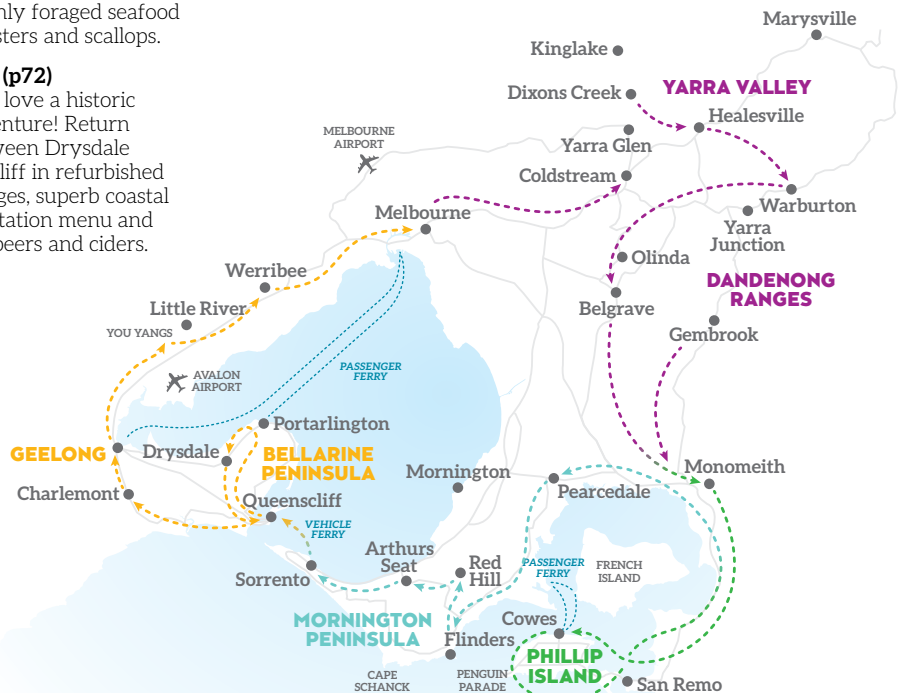 nly foraged seafood
sters and scallops.
(p72)
love a historic
enture! Return
ween Drysdale
liff in refurbished
ges, superb coastal
tation menu and
beers and ciders.
Marysville
Kinglake
Dixons Creek
YARRA VALLEY
Healesville
MELBOURNE
AIRPORT
Yarra Glen
Coldstream
Melbourne
Warburton
Yarra
Junction
Olinda
Werribee
DANDENONG
RANGES
Little River
Belgrave
YOU YANGS
Gembrook
AVALON
AIRPORT
PASSENGER
FERRY
Portarlington
GEELONG
Drysdale
BELLARINE
PENINSULA
Mornington
Monomeith
Charlemont
Pearcedale
Queenscliff
VEHICLE
FERRY
Arthurs
Seat
Red
Hill
PASSENGER
FERRY
FRENCH
ISLAND
Sorrento
MORNINGTON
PENINSULA
Cowes
Flinders
PHILLIP
ISLAND
CAPE
SCHANCK
PENGUIN
PARADE
San Remo